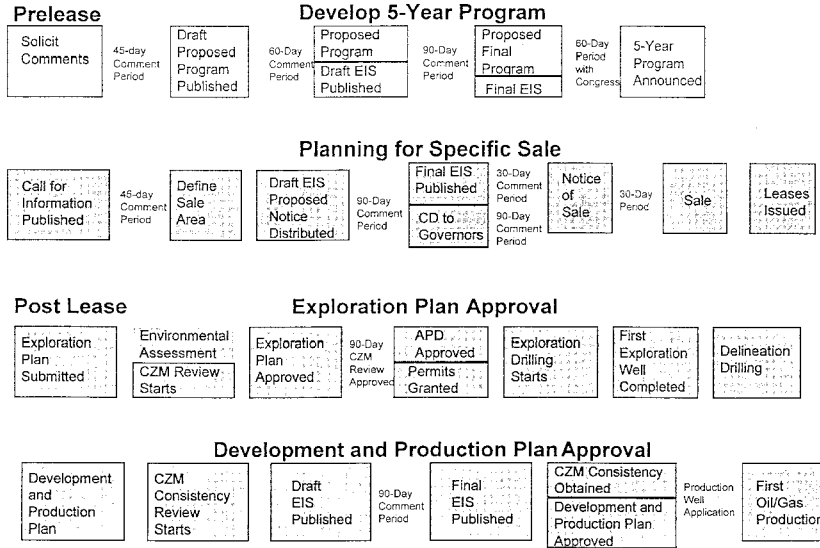 Prelease
Develop 5-Year Program
Solicit
Comments
45-day
Comment
Period
Draft
Proposed
Program
Published
60-Day
Comment
Period
Proposed
Program
Draft EIS
Published
90-Day
Comment
Period
Proposed
Final
Program
Final EIS
60-Day
Period
with
Congress
5-Year
Program
Announced
Planning for Specific Sale
Call for
Information
Published
45-day
Comment
Period
Define
Sale
Area
Draft EIS
Proposed
Notice
Distributed
90-Day
Comment
Period
Final EIS
Published
CD to
Governors
30-Day
Comment
Period
90-Day
Comment
Period
Notice
of
Sale
30-Day
Period
Sale
Leases
Issued
Post Lease
Exploration Plan Approval
Exploration
Plan
Submitted
Environmental
Assessment
CZM Review
Starts
Exploration
Plan
Approved
90-Day
CZM
Review
Approved
APD
Approved
Permits
Granted
Exploration
Drilling
Starts
First
Exploration
Well
Completed
Delineation
Drilling
Development and Production Plan Approval
Development
and
Production
Plan
CZM
Consistency
Review
Starts
Draft
EIS
Published
90-Day
Comment
Period
Final
EIS
Published
CZM Consistency
Obtained
Development and
Production Plan
Approved
Production
Well
Application
First
Oil/Gas
Production